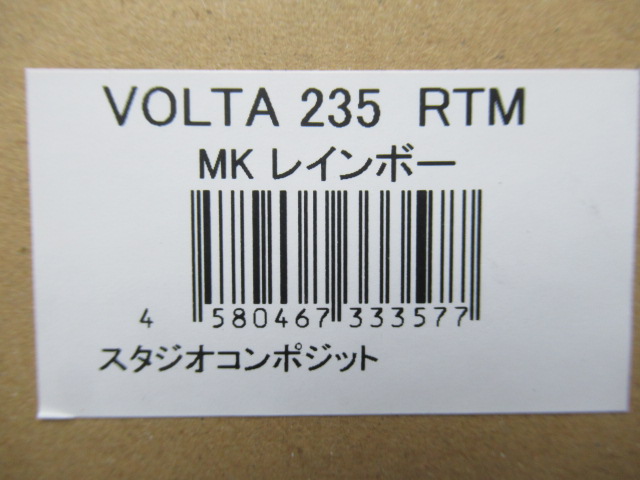 VOLTA 235 RTM
MK レインボー
4 580467 333577
スタジオコンポジット